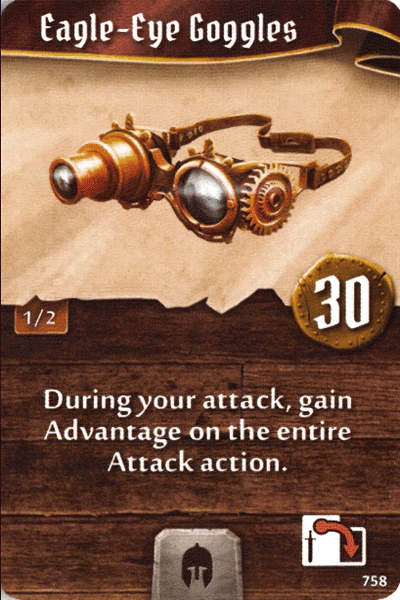 Eagle-Eye Goggles
1/2
30
During your attack, gain
Advantage on the entire
Attack action.
758